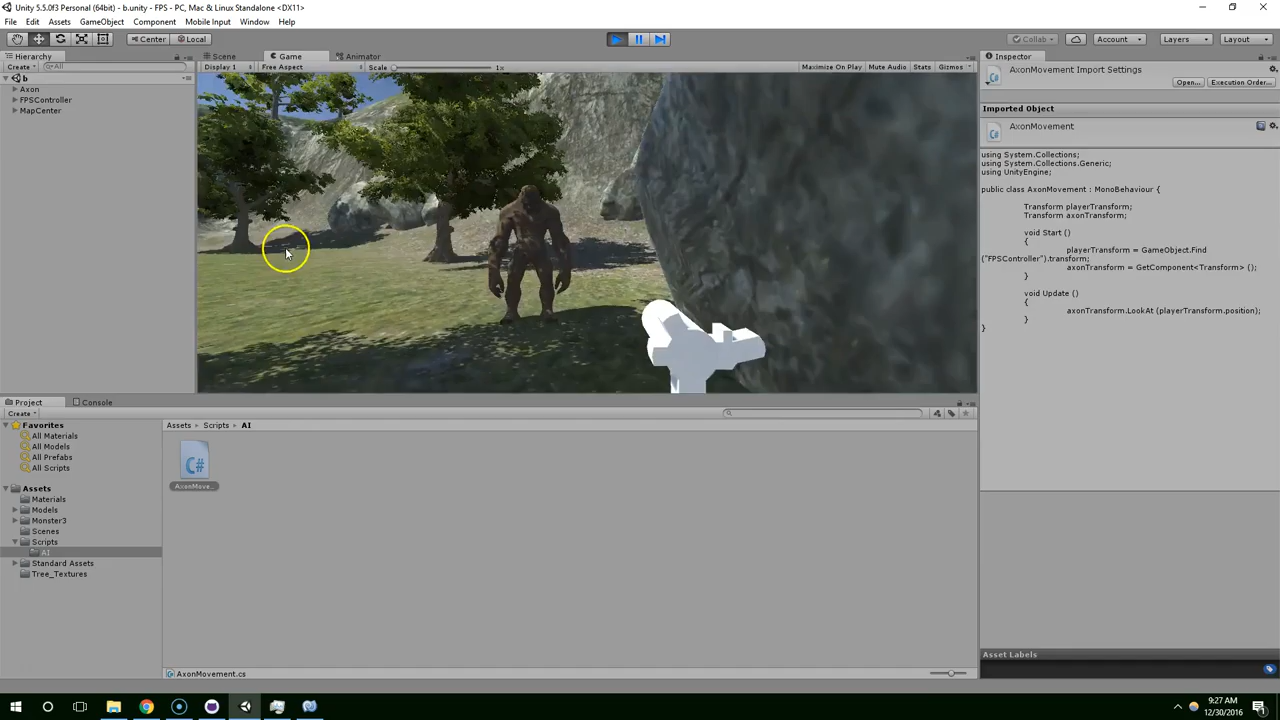 Unity 5.5.0f3 Personal (64bit) - b.unity - FPS - PC, Mac & Linux Standalone <DX11>
File Edit Assets GameObject Component Mobile Input Window Help
Center Local Collab Account Layers Layout
Hierarchy Scene Game Animator Inspector
Create All Display 1 Free Aspect Scale 1x Maximize On Play Mute Audio Stats Gizmos
b
Axon
FPSController
MapCenter
AxonMovement Import Settings
Open... Execution Order...
Imported Object
AxonMovement
C#
using System.Collections;
using System.Collections.Generic;
using UnityEngine;
public class AxonMovement : MonoBehaviour {
Transform playerTransform;
Transform axonTransform;
void Start ()
{
playerTransform = GameObject.Find
("FPSController").transform;
axonTransform = GetComponent<Transform> ();
}
void Update ()
{
axonTransform.LookAt (playerTransform.position);
}
}
Project Console
Create
Favorites
All Materials
All Models
All Prefabs
All Scripts
Assets
Materials
Models
Monster3
Scenes
Scripts
AI
Standard Assets
Tree_Textures
Assets Scripts AI
C#
AxonMove...
AxonMovement.cs
Asset Labels
9:27 AM
12/30/2016
1